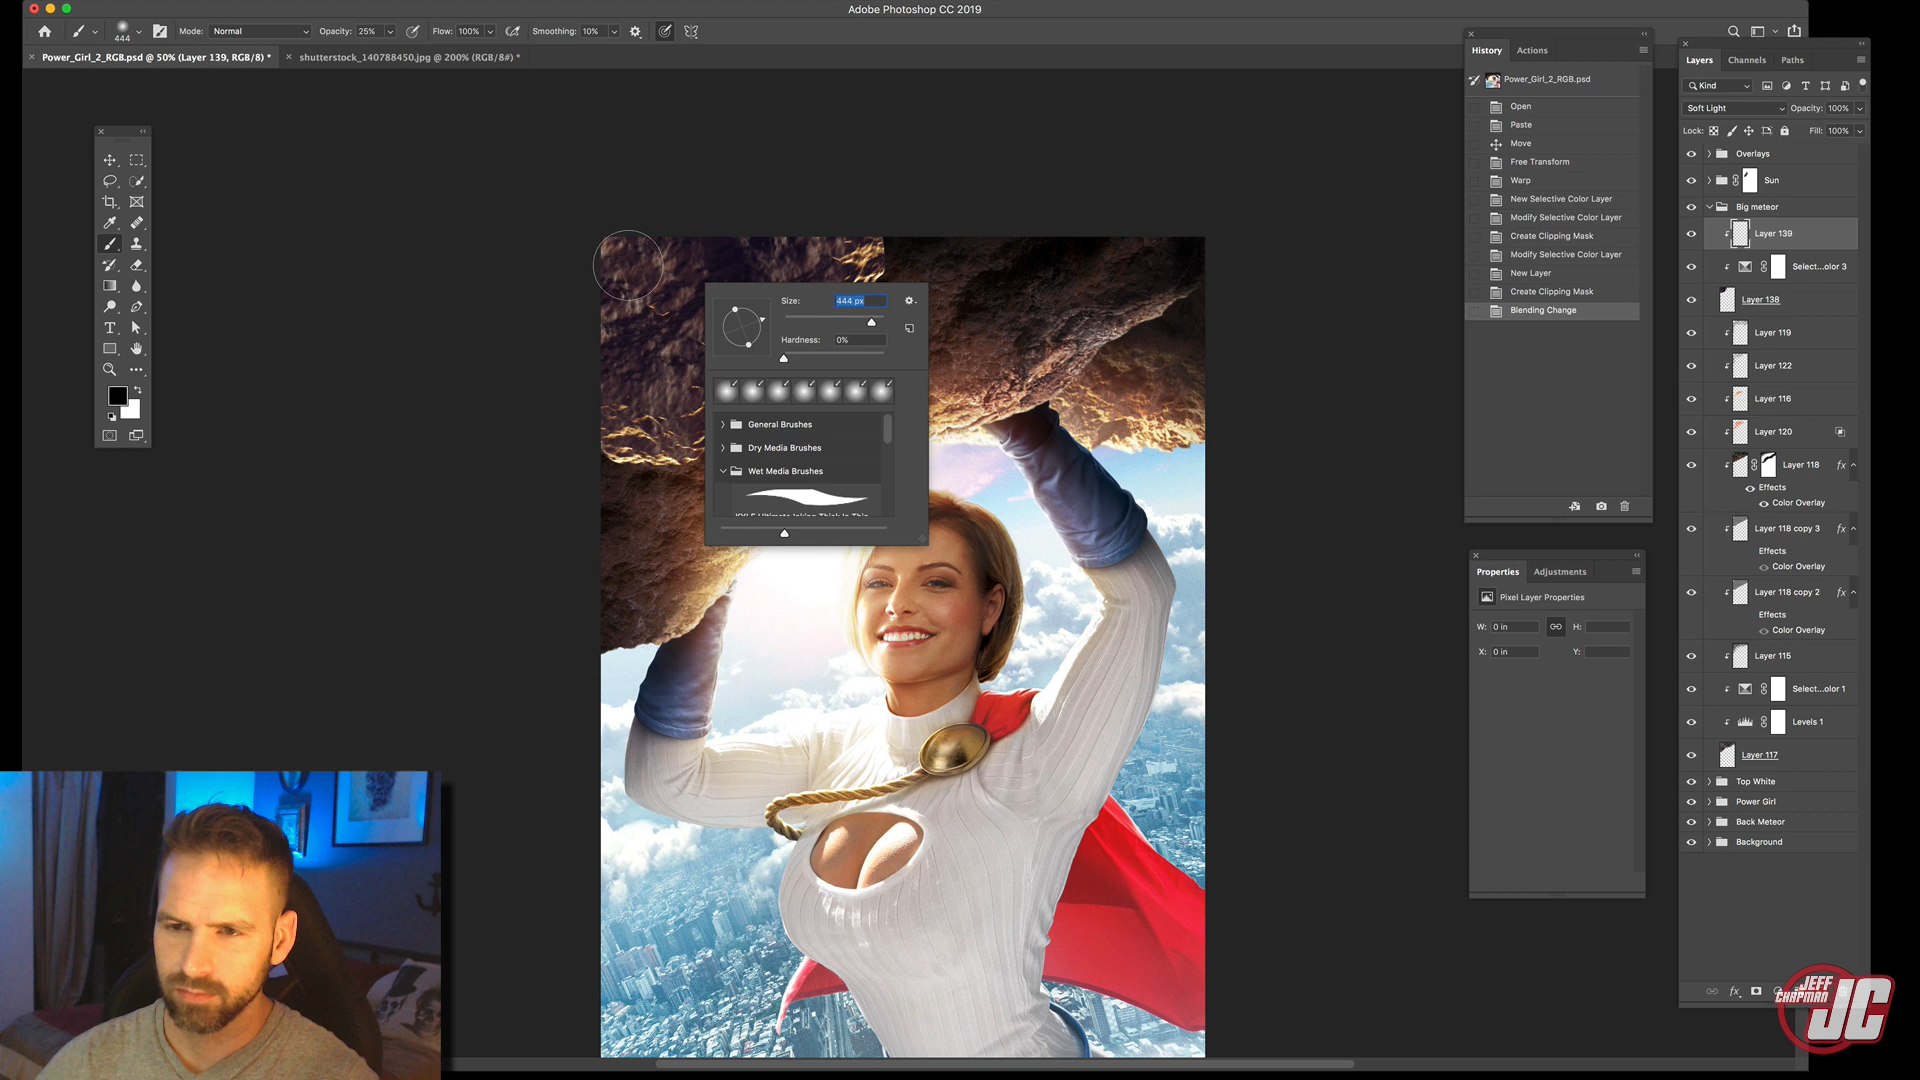 Adobe Photoshop CC 2019
444
Mode: Normal
Opacity: 25%
Flow: 100%
Smoothing: 10%
Power_Girl_2_RGB.psd @ 50% (Layer 139, RGB/8) *
shutterstock_140788450.jpg @ 200% (RGB/8#) *
Size: 444 px
Hardness: 0%
General Brushes
Dry Media Brushes
Wet Media Brushes
History
Actions
Power_Girl_2_RGB.psd
Open
Paste
Move
Free Transform
Warp
New Selective Color Layer
Modify Selective Color Layer
Create Clipping Mask
Modify Selective Color Layer
New Layer
Create Clipping Mask
Blending Change
Properties
Adjustments
Pixel Layer Properties
W: 0 in
H:
X: 0 in
Y:
Layers
Channels
Paths
Kind
Soft Light
Opacity: 100%
Lock:
Fill: 100%
Overlays
Sun
Big meteor
Layer 139
Select...olor 3
Layer 138
Layer 119
Layer 122
Layer 116
Layer 120
Layer 118 fx
Effects
Color Overlay
Layer 118 copy 3 fx
Effects
Color Overlay
Layer 118 copy 2 fx
Effects
Color Overlay
Layer 115
Select...olor 1
Levels 1
Layer 117
Top White
Power Girl
Back Meteor
Background
fx
JEFF
CHAPMAN
JC